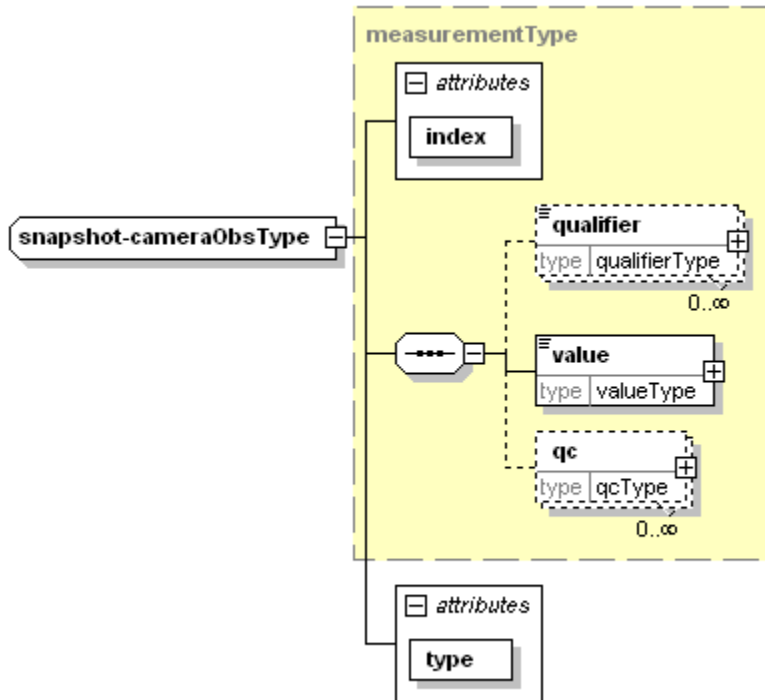 measurementType
attributes
index
snapshot-cameraObsType
qualifier
type qualifierType
0..∞
value
type valueType
qc
type qcType
0..∞
attributes
type